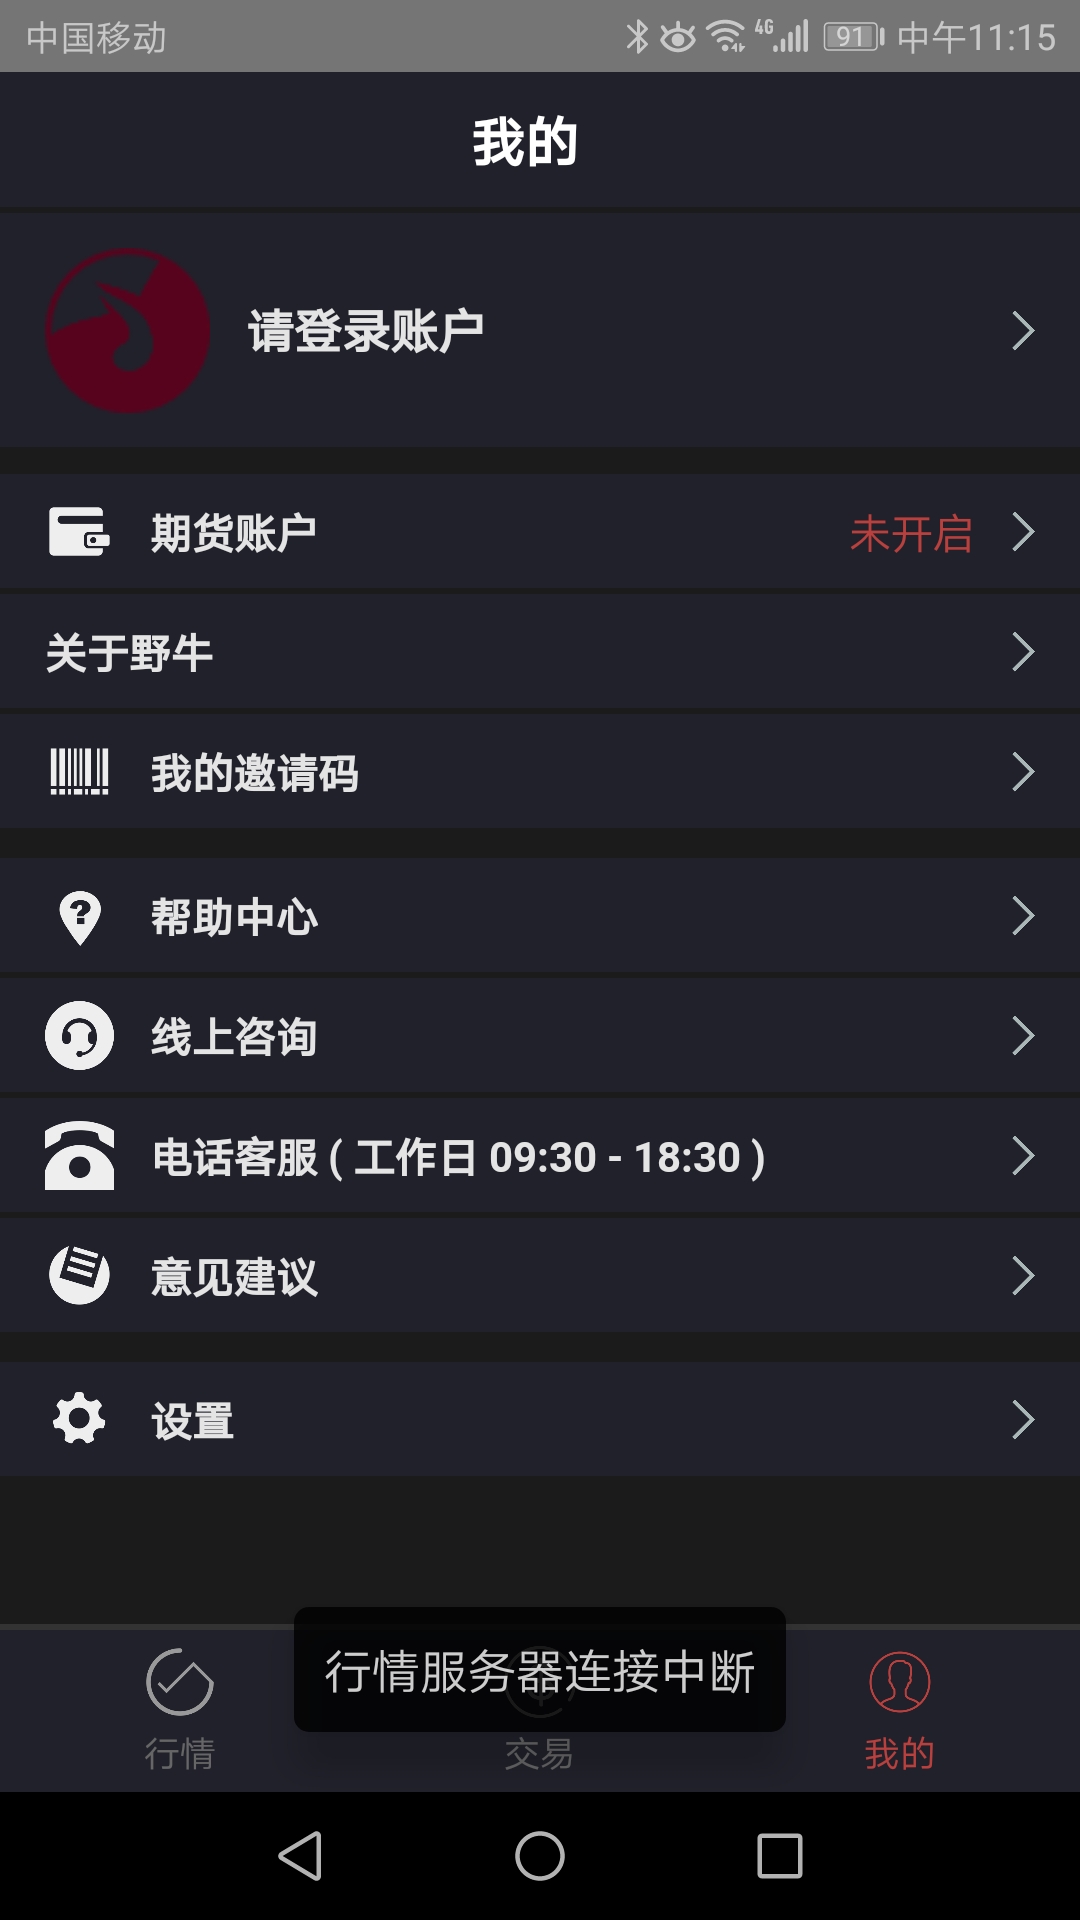 中国移动 4G 91 中午11:15
我的
请登录账户
期货账户 未开启
关于野牛
我的邀请码
帮助中心
线上咨询
电话客服 ( 工作日 09:30 - 18:30 )
意见建议
设置
行情服务器连接中断
行情 交易 我的